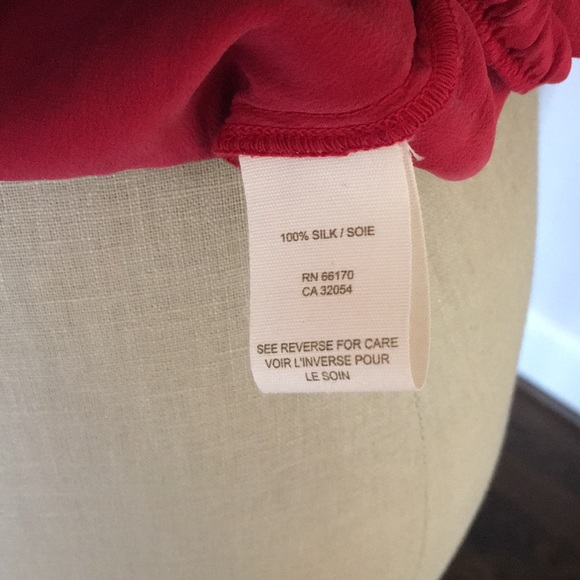 100% SILK / SOIE
RN 66170
CA 32054
SEE REVERSE FOR CARE
VOIR L'INVERSE POUR
LE SOIN